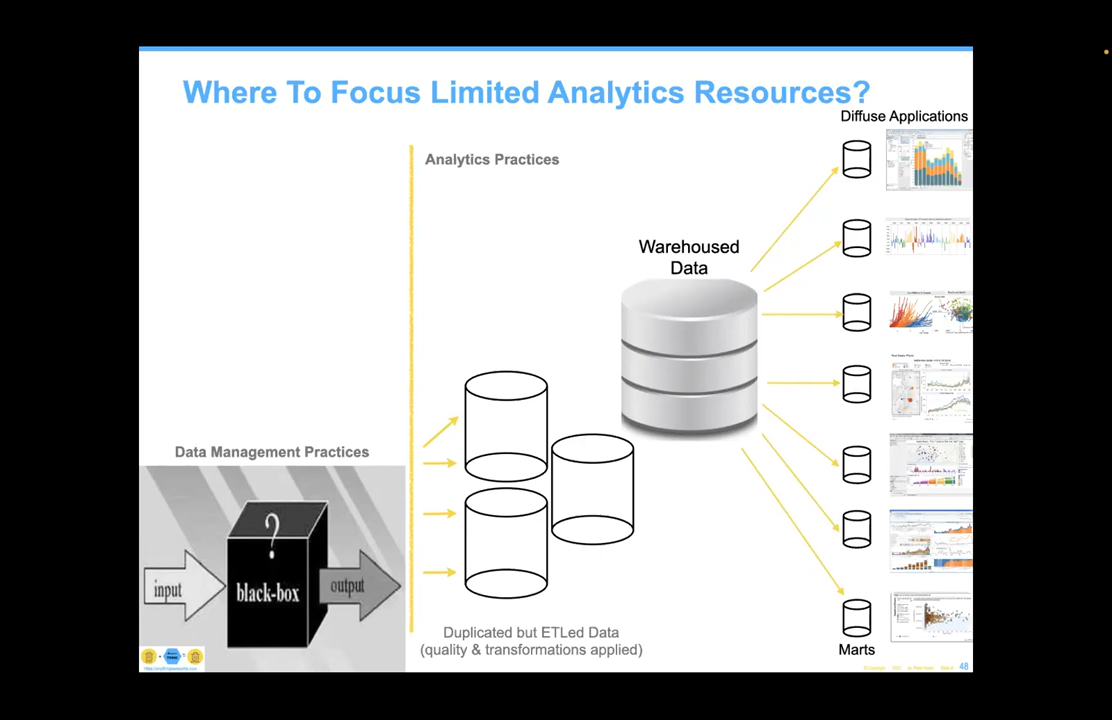 Where To Focus Limited Analytics Resources?
Diffuse Applications
Analytics Practices
Warehoused
Data
Data Management Practices
?
input
black-box
output
Duplicated but ETLed Data
(quality & transformations applied)
Marts
48